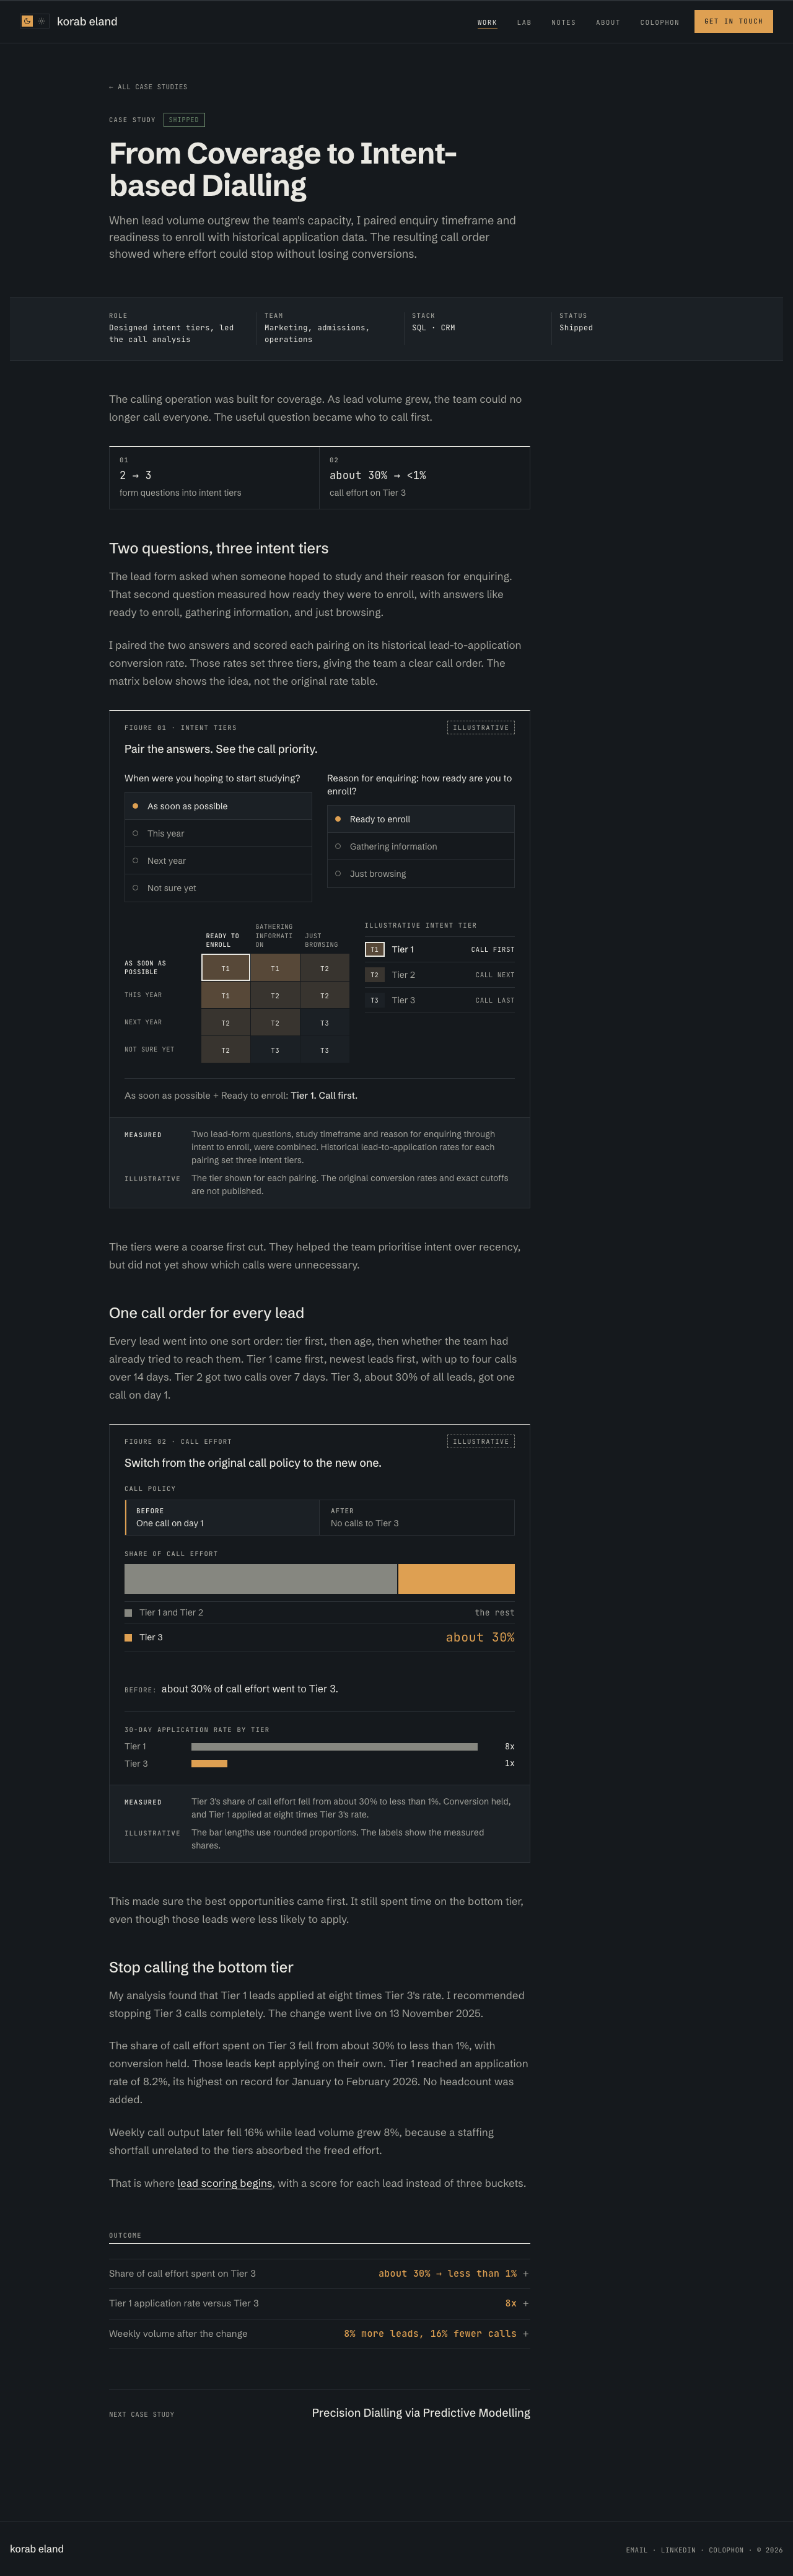 korab eland
WORK
LAB
NOTES
ABOUT
COLOPHON
GET IN TOUCH
← ALL CASE STUDIES
CASE STUDY
SHIPPED
From Coverage to Intent-
based Dialling
When lead volume outgrew the team's capacity, I paired enquiry timeframe and
readiness to enroll with historical application data. The resulting call order
showed where effort could stop without losing conversions.
ROLE
Designed intent tiers, led
the call analysis
TEAM
Marketing, admissions,
operations
STACK
SQL · CRM
STATUS
Shipped
The calling operation was built for coverage. As lead volume grew, the team could no
longer call everyone. The useful question became who to call first.
01
2 → 3
form questions into intent tiers
02
about 30% → <1%
call effort on Tier 3
Two questions, three intent tiers
The lead form asked when someone hoped to study and their reason for enquiring.
That second question measured how ready they were to enroll, with answers like
ready to enroll, gathering information, and just browsing.
I paired the two answers and scored each pairing on its historical lead-to-application
conversion rate. Those rates set three tiers, giving the team a clear call order. The
matrix below shows the idea, not the original rate table.
FIGURE 01 · INTENT TIERS
ILLUSTRATIVE
Pair the answers. See the call priority.
When were you hoping to start studying?
As soon as possible
This year
Next year
Not sure yet
Reason for enquiring: how ready are you to
enroll?
Ready to enroll
Gathering information
Just browsing
READY TO
ENROLL
GATHERING
INFORMATI
ON
JUST
BROWSING
AS SOON AS
POSSIBLE
T1 T1 T2
THIS YEAR
T1 T2 T2
NEXT YEAR
T2 T2 T3
NOT SURE YET
T2 T3 T3
ILLUSTRATIVE INTENT TIER
T1 Tier 1 CALL FIRST
T2 Tier 2 CALL NEXT
T3 Tier 3 CALL LAST
As soon as possible + Ready to enroll: Tier 1. Call first.
MEASURED
Two lead-form questions, study timeframe and reason for enquiring through
intent to enroll, were combined. Historical lead-to-application rates for each
pairing set three intent tiers.
ILLUSTRATIVE
The tier shown for each pairing. The original conversion rates and exact cutoffs
are not published.
The tiers were a coarse first cut. They helped the team prioritise intent over recency,
but did not yet show which calls were unnecessary.
One call order for every lead
Every lead went into one sort order: tier first, then age, then whether the team had
already tried to reach them. Tier 1 came first, newest leads first, with up to four calls
over 14 days. Tier 2 got two calls over 7 days. Tier 3, about 30% of all leads, got one
call on day 1.
FIGURE 02 · CALL EFFORT
ILLUSTRATIVE
Switch from the original call policy to the new one.
CALL POLICY
BEFORE
One call on day 1
AFTER
No calls to Tier 3
SHARE OF CALL EFFORT
Tier 1 and Tier 2 the rest
Tier 3 about 30%
BEFORE: about 30% of call effort went to Tier 3.
30-DAY APPLICATION RATE BY TIER
Tier 1 8x
Tier 3 1x
MEASURED
Tier 3's share of call effort fell from about 30% to less than 1%. Conversion held,
and Tier 1 applied at eight times Tier 3's rate.
ILLUSTRATIVE
The bar lengths use rounded proportions. The labels show the measured
shares.
This made sure the best opportunities came first. It still spent time on the bottom tier,
even though those leads were less likely to apply.
Stop calling the bottom tier
My analysis found that Tier 1 leads applied at eight times Tier 3's rate. I recommended
stopping Tier 3 calls completely. The change went live on 13 November 2025.
The share of call effort spent on Tier 3 fell from about 30% to less than 1%, with
conversion held. Those leads kept applying on their own. Tier 1 reached an application
rate of 8.2%, its highest on record for January to February 2026. No headcount was
added.
Weekly call output later fell 16% while lead volume grew 8%, because a staffing
shortfall unrelated to the tiers absorbed the freed effort.
That is where lead scoring begins, with a score for each lead instead of three buckets.
OUTCOME
Share of call effort spent on Tier 3 about 30% → less than 1% +
Tier 1 application rate versus Tier 3 8x +
Weekly volume after the change 8% more leads, 16% fewer calls +
NEXT CASE STUDY
Precision Dialling via Predictive Modelling
korab eland
EMAIL · LINKEDIN · COLOPHON · © 2026